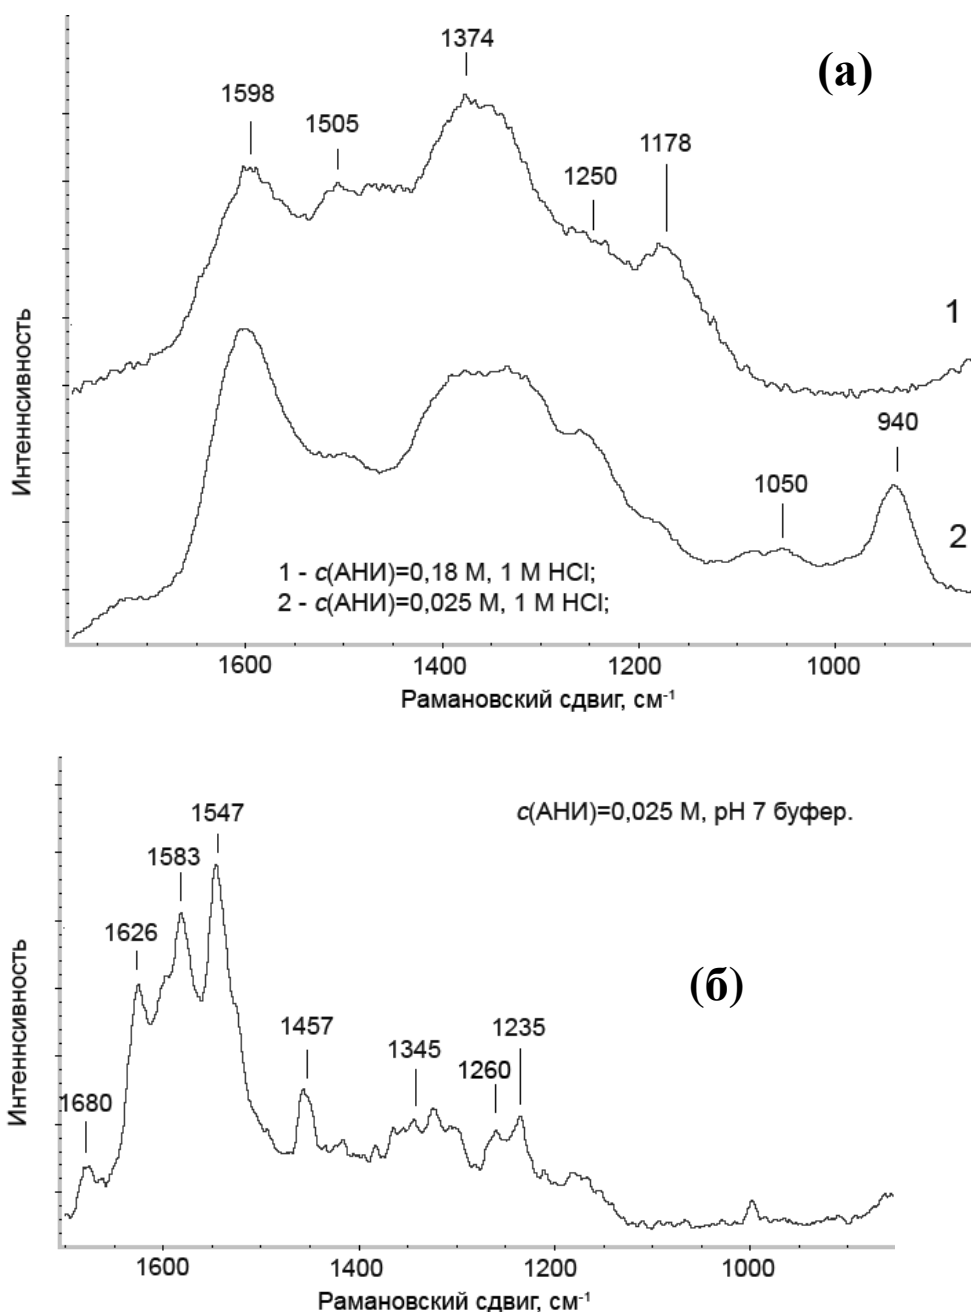 1374
(а)
1598
1505
1178
1250
Интеннсивность
1
940
1050
2
1 - c(АНИ)=0,18 М, 1 М HCl;
2 - c(АНИ)=0,025 М, 1 М HCl;
1600 1400 1200 1000
Рамановский сдвиг, см-1
1547
c(АНИ)=0,025 М, pH 7 буфер.
1583
1626
(б)
1457
1235
1345
1260
1680
Интеннсивность
1600 1400 1200 1000
Рамановский сдвиг, см-1